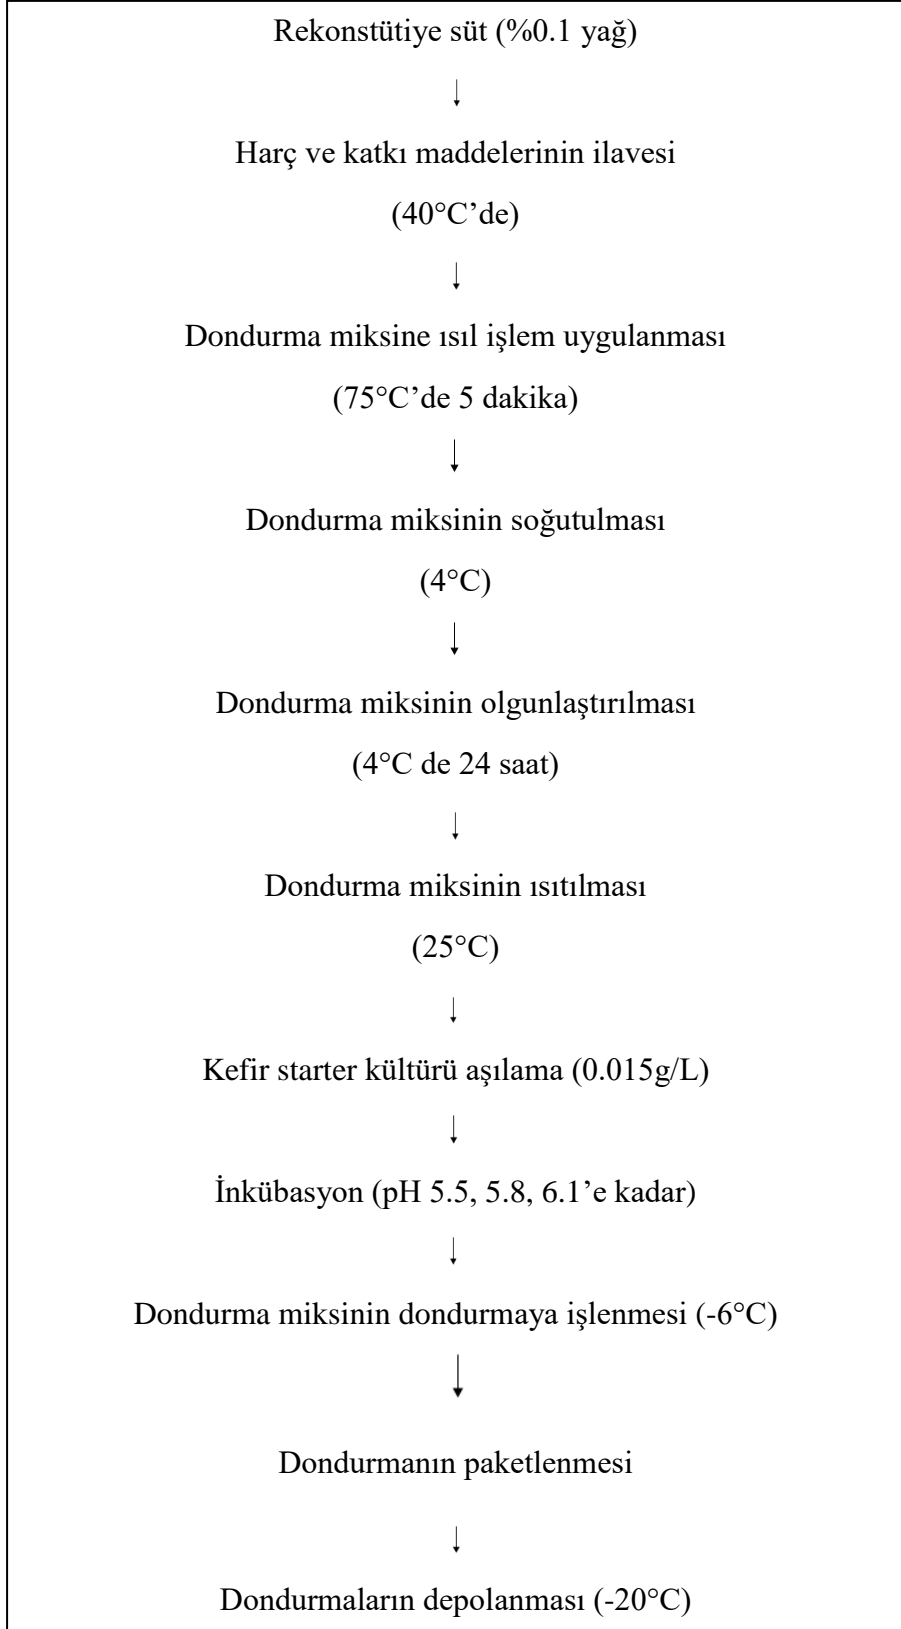 Rekonstütiye süt (%0.1 yağ)
Harç ve katkı maddelerinin ilavesi
(40°C’de)
Dondurma miksine ısıl işlem uygulanması
(75°C’de 5 dakika)
Dondurma miksinin soğutulması
(4°C)
Dondurma miksinin olgunlaştırılması
(4°C de 24 saat)
Dondurma miksinin ısıtılması
(25°C)
Kefir starter kültürü aşılama (0.015g/L)
İnkübasyon (pH 5.5, 5.8, 6.1’e kadar)
Dondurma miksinin dondurmaya işlenmesi (-6°C)
Dondurmanın paketlenmesi
Dondurmaların depolanması (-20°C)